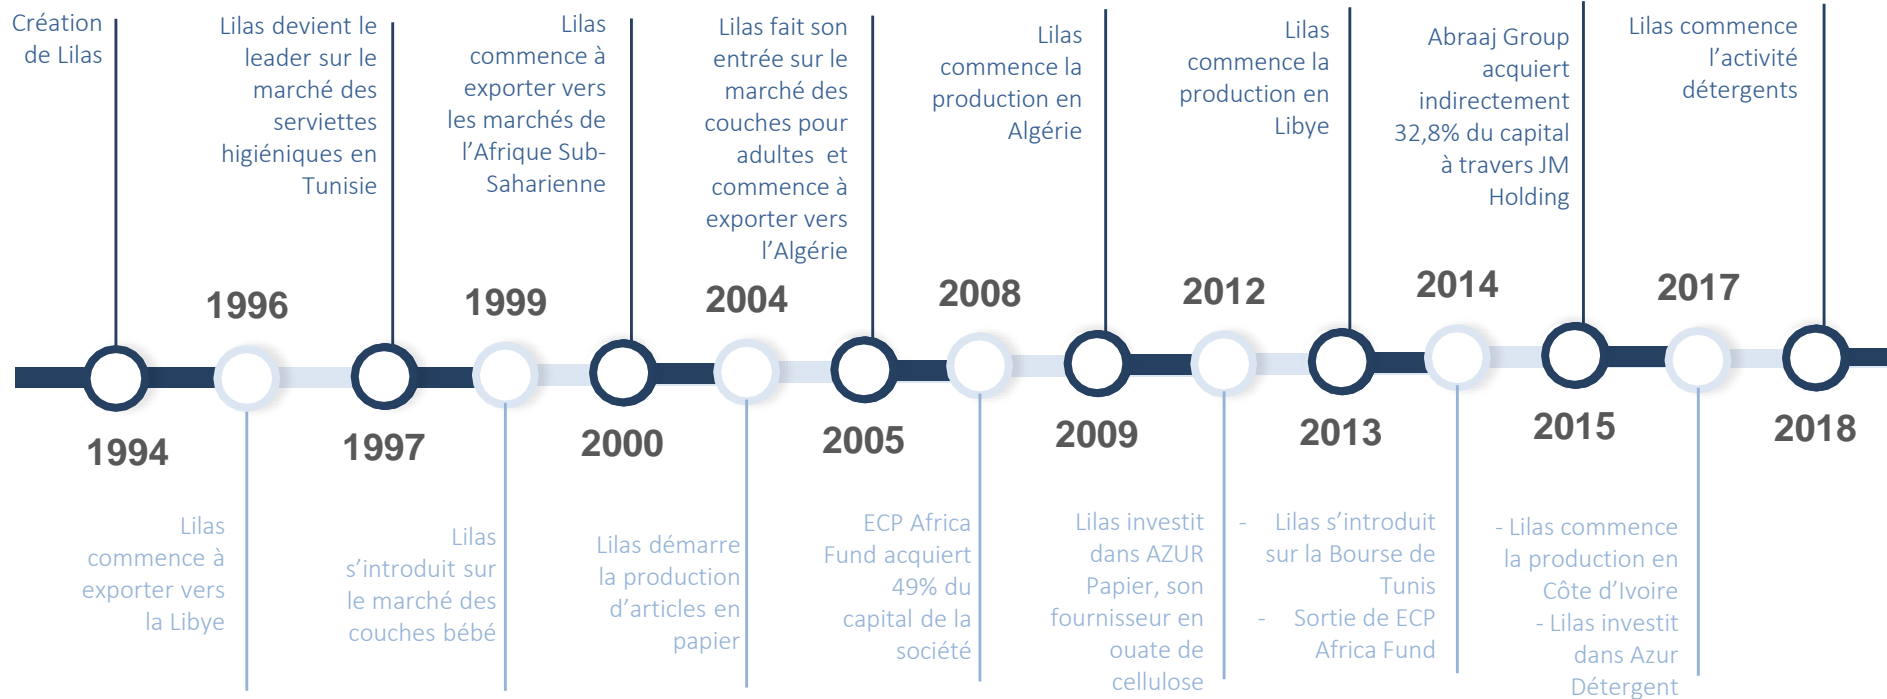 Création
de Lilas
Lilas devient le
leader sur le
marché des
serviettes
higiéniques en
Tunisie
Lilas
commence à
exporter vers
les marchés de
l’Afrique Sub-
Saharienne
Lilas fait son
entrée sur le
marché des
couches pour
adultes et
commence à
exporter vers
l’Algérie
Lilas
commence la
production en
Algérie
Lilas
commence la
production en
Libye
Abraaj Group
acquiert
indirectement
32,8% du capital
à travers JM
Holding
Lilas commence
l’activité
détergents
1996
1999
2004
2008
2012
2014
2017
1994
1997
2000
2005
2009
2013
2015
2018
Lilas
commence à
exporter vers
la Libye
Lilas
s’introduit sur
le marché des
couches bébé
Lilas démarre
la production
d’articles en
papier
ECP Africa
Fund acquiert
49% du
capital de la
société
Lilas investit
dans AZUR
Papier, son
fournisseur en
ouate de
cellulose
- Lilas s’introduit
sur la Bourse de
Tunis
- Sortie de ECP
Africa Fund
- Lilas commence
la production en
Côte d’Ivoire
- Lilas investit
dans Azur
Détergent